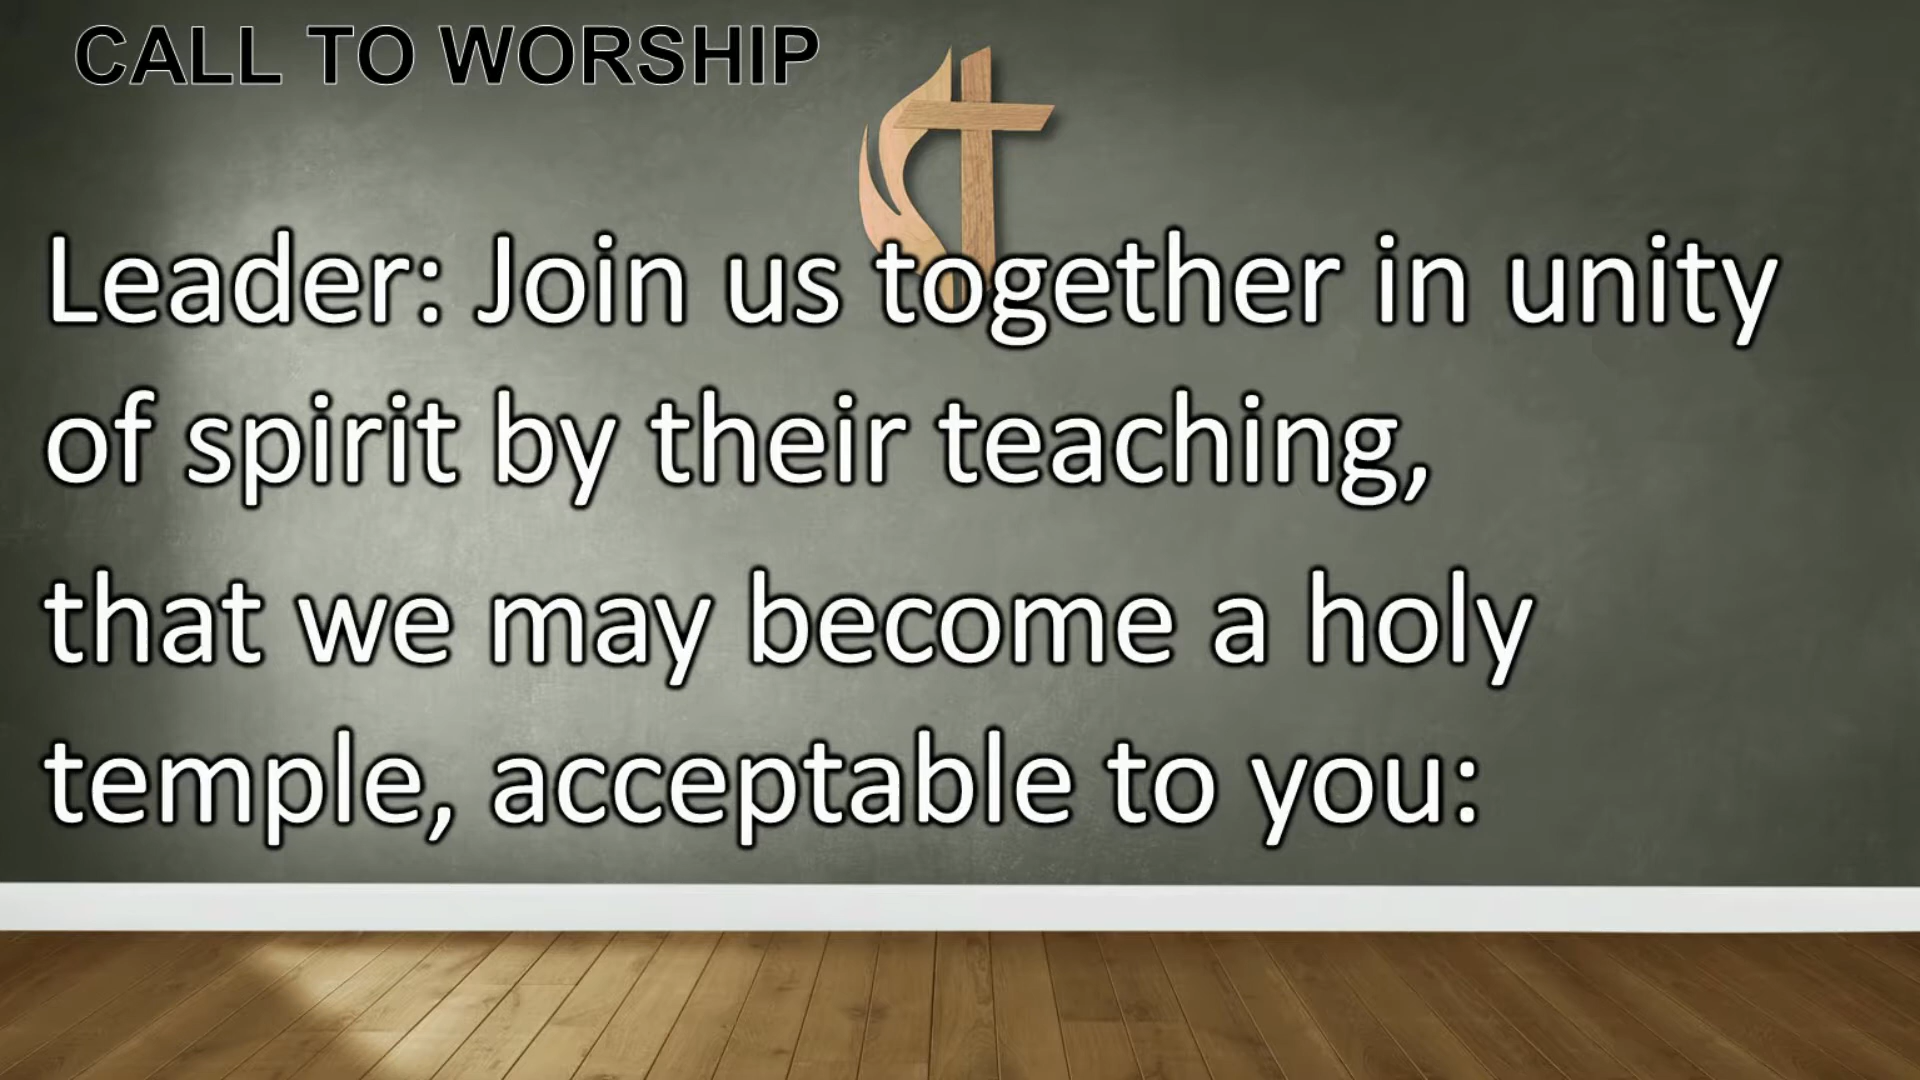 CALL TO WORSHIP
Leader: Join us together in unity
of spirit by their teaching,
that we may become a holy
temple, acceptable to you: